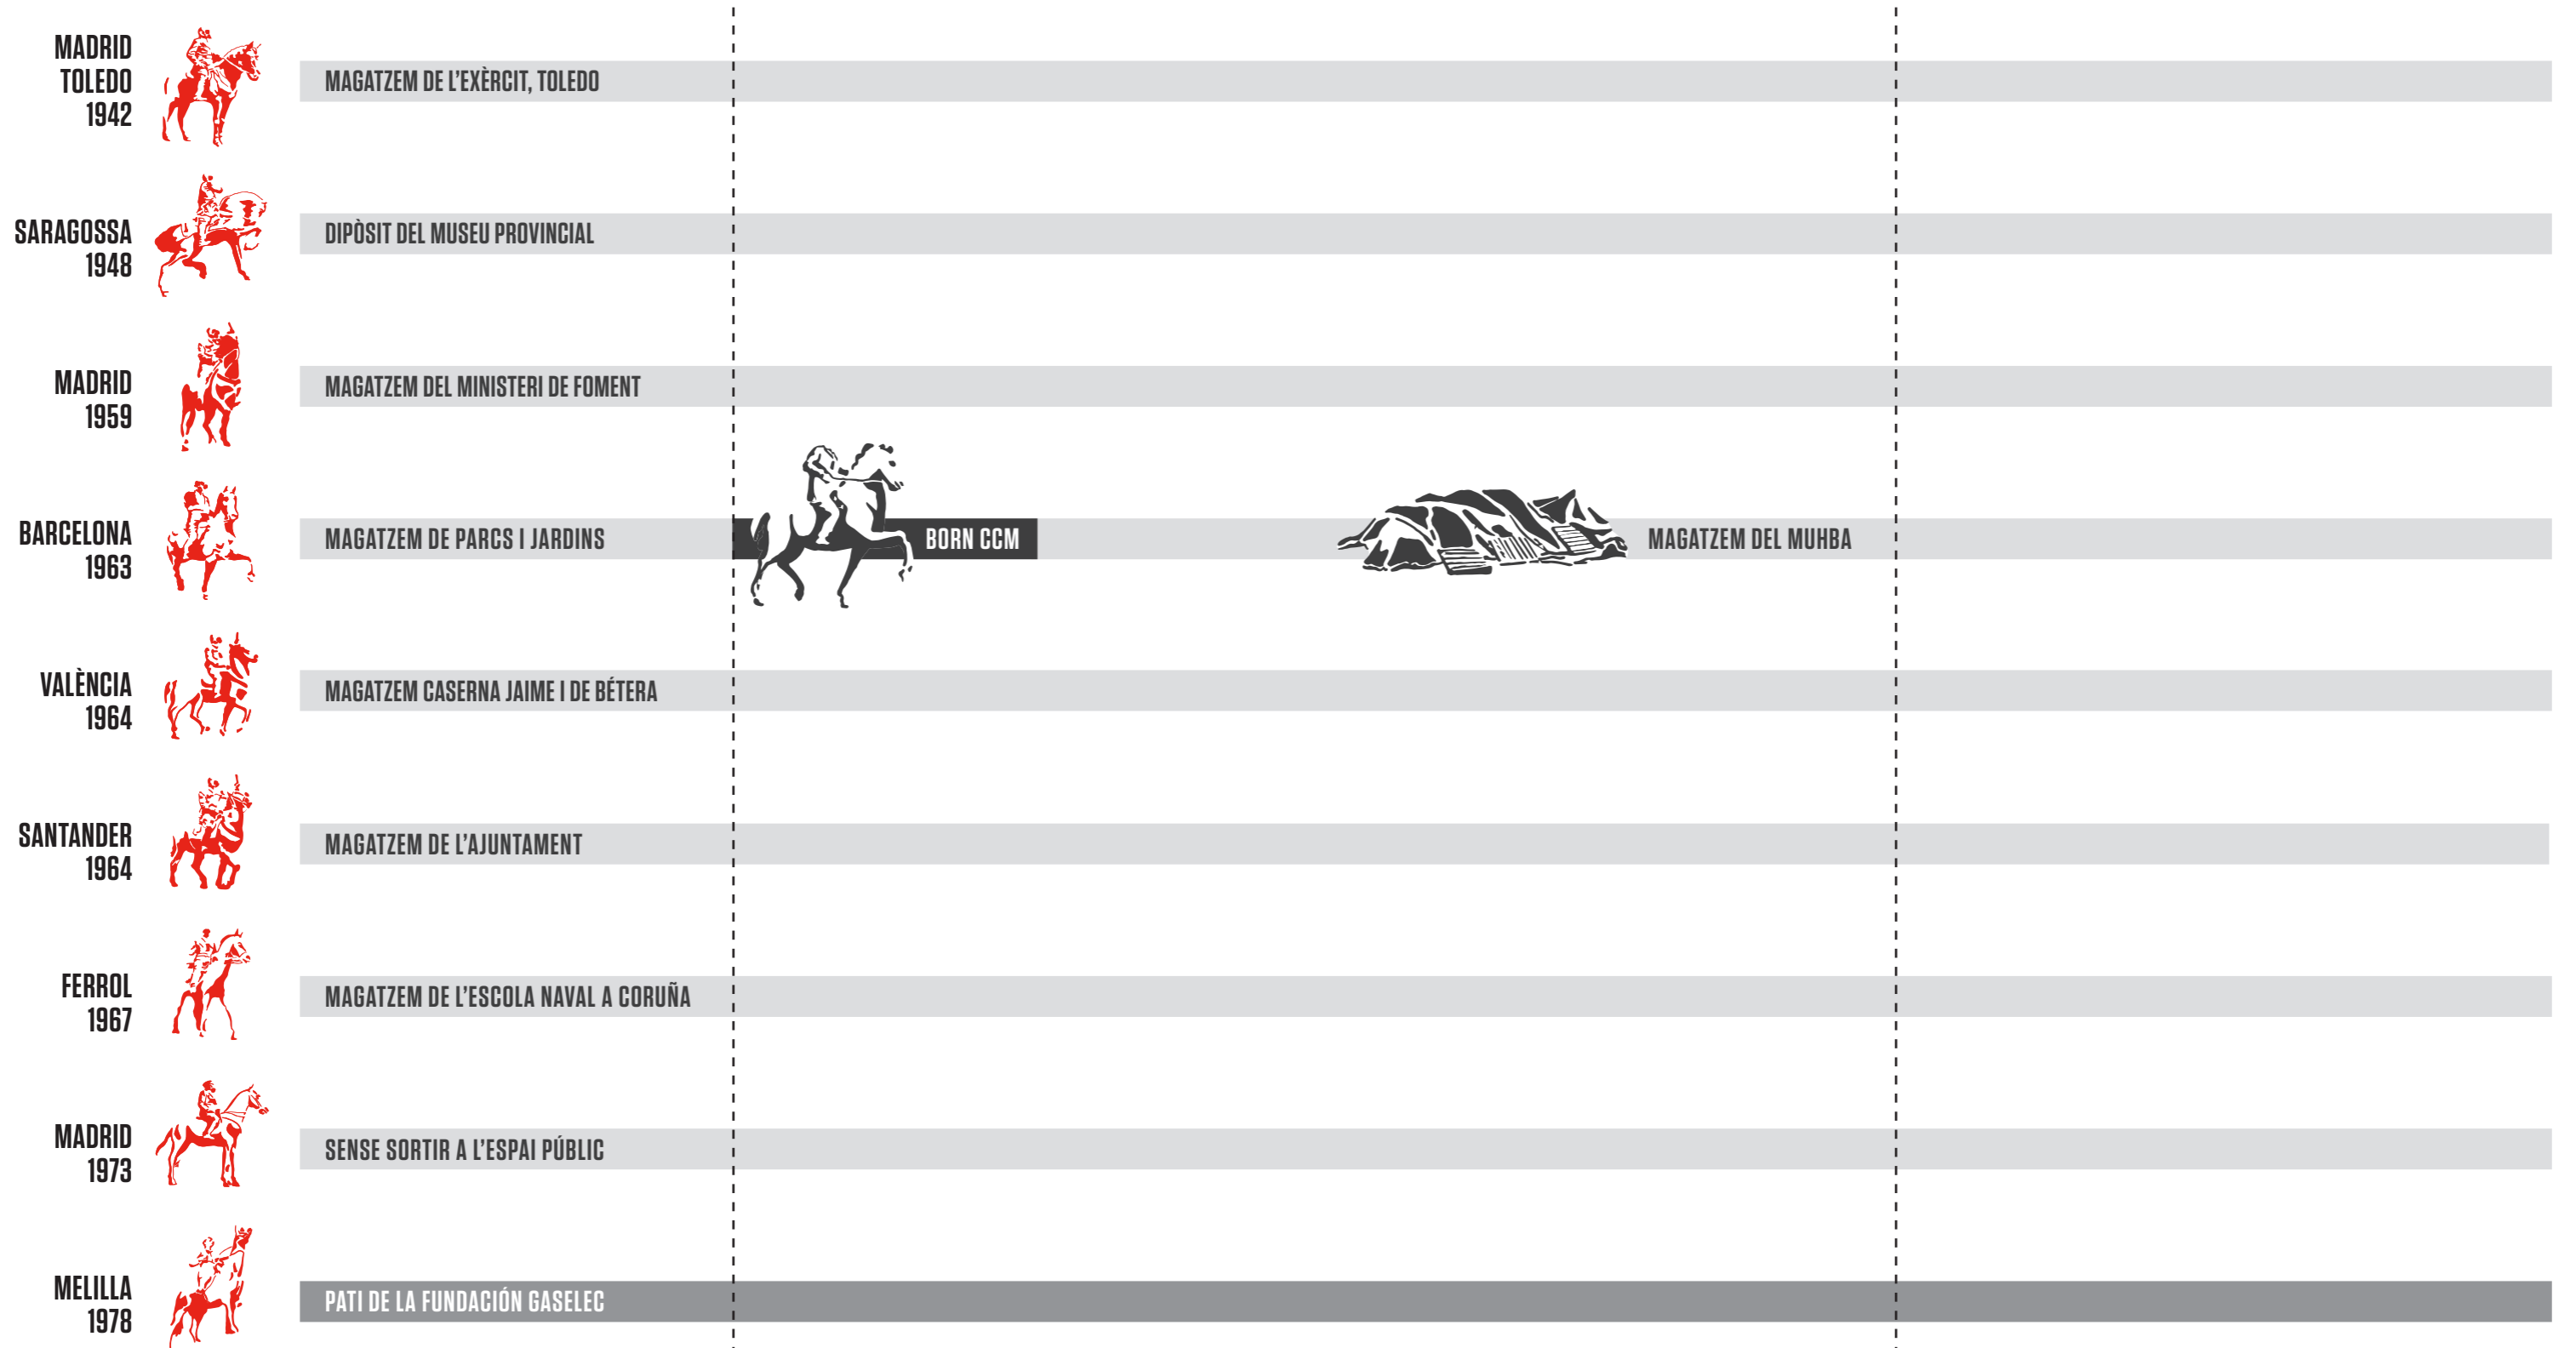 MADRID
TOLEDO
1942
MAGATZEM DE L'EXÈRCIT, TOLEDO
SARAGOSSA
1948
DIPÒSIT DEL MUSEU PROVINCIAL
MADRID
1959
MAGATZEM DEL MINISTERI DE FOMENT
BARCELONA
1963
MAGATZEM DE PARCS I JARDINS
BORN CCM
MAGATZEM DEL MUHBA
VALÈNCIA
1964
MAGATZEM CASERNA JAIME I DE BÉTERA
SANTANDER
1964
MAGATZEM DE L'AJUNTAMENT
FERROL
1967
MAGATZEM DE L'ESCOLA NAVAL A CORUÑA
MADRID
1973
SENSE SORTIR A L'ESPAI PÚBLIC
MELILLA
1978
PATI DE LA FUNDACIÓN GASELEC